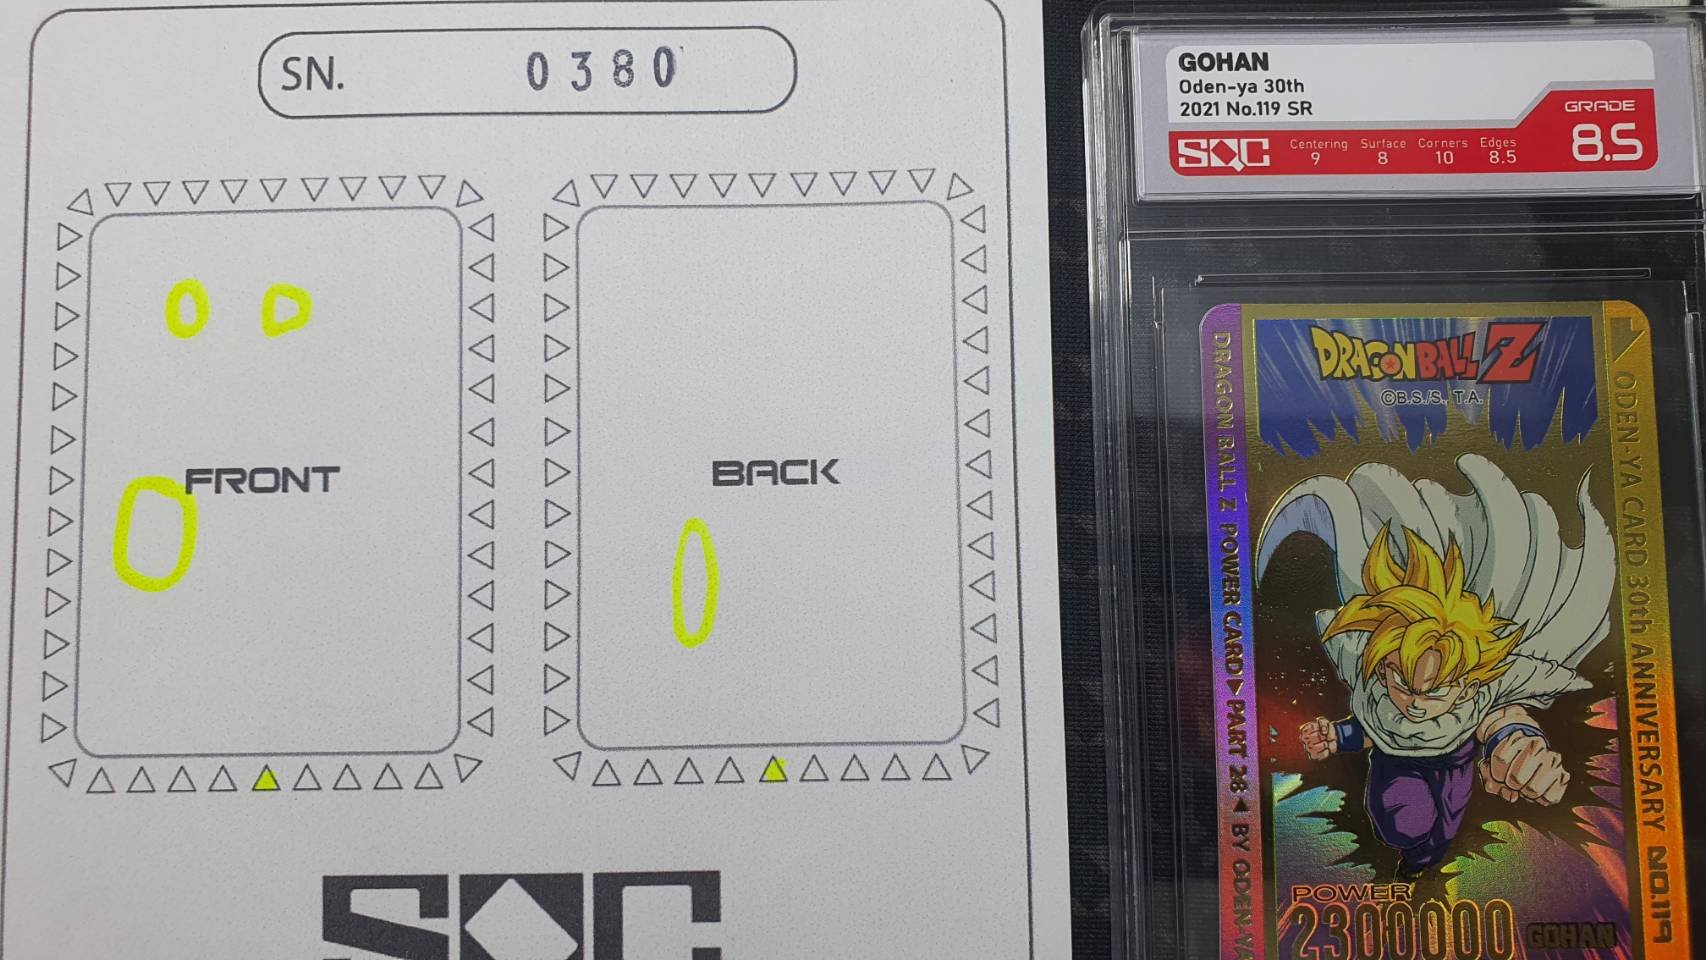 SN. 0380
FRONT
BACK
SQC
GOHAN
Oden-ya 30th
2021 No.119 SR
GRADE
8.5
SQC
Centering Surface Corners Edges
9 8 10 8.5
DRAGON BALL Z
©B.S./S. T.A.
DRAGON BALL Z POWER CARD▶PART 28◀BY ODEN-YA
ODEN-YA CARD 30th ANNIVERSARY NO.119
POWER
2300000
GOHAN